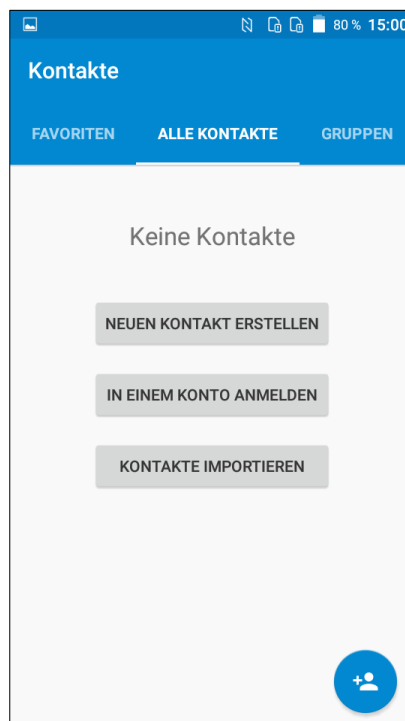 80 % 15:00
Kontakte
FAVORITEN ALLE KONTAKTE GRUPPEN
Keine Kontakte
NEUEN KONTAKT ERSTELLEN
IN EINEM KONTO ANMELDEN
KONTAKTE IMPORTIEREN